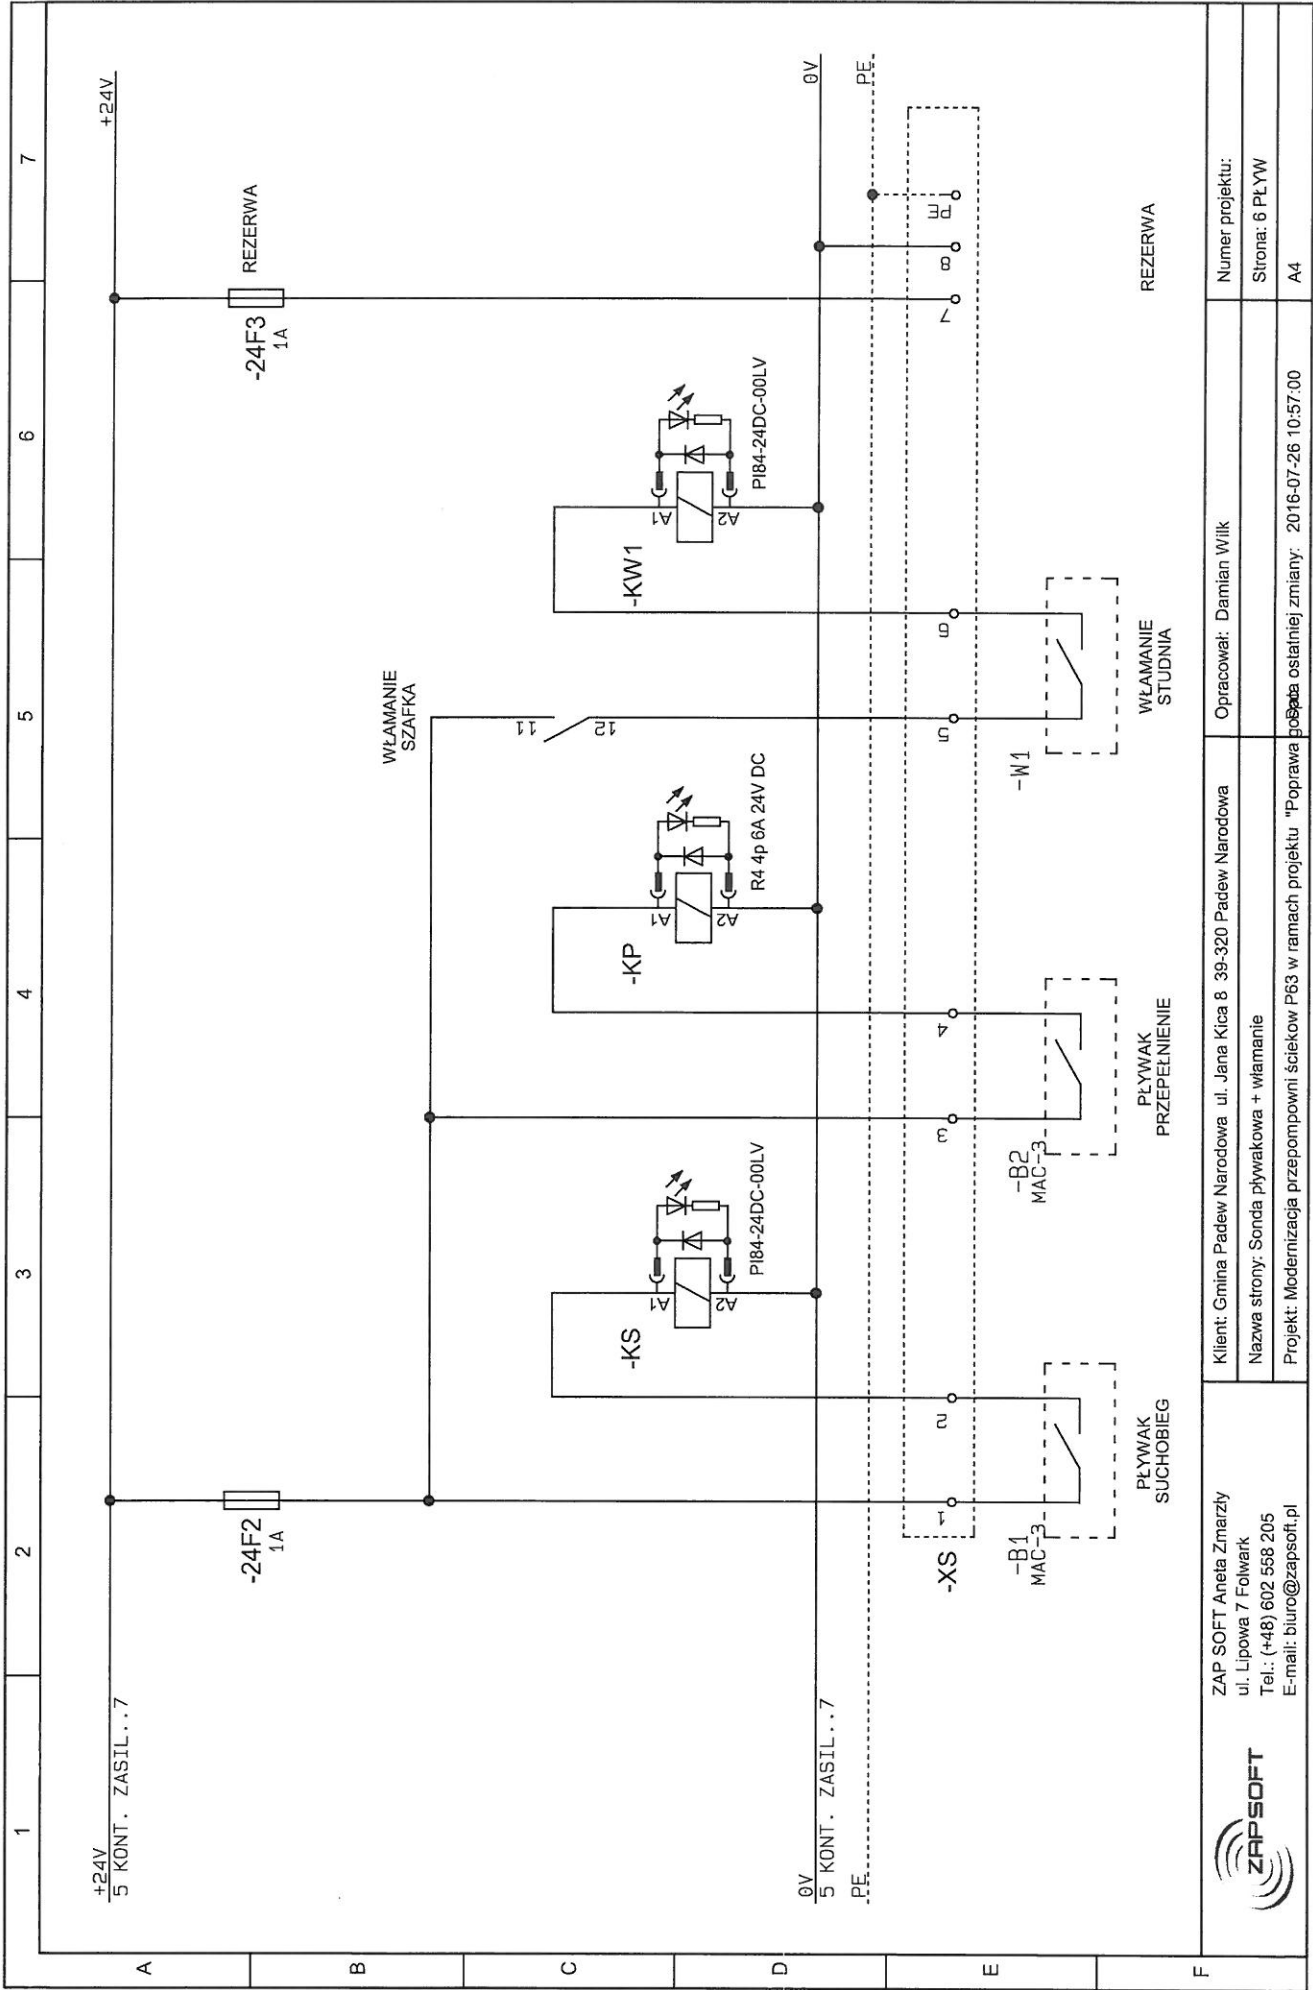 1
2
3
4
5
6
7
A
B
C
D
E
F
+24V
5 KONT. ZASIL..7
+24V
-24F2
1A
-24F3
1A
REZERWA
WŁAMANIE
SZAFKA
11
12
-KS
A1
A2
PI84-24DC-00LV
-KP
A1
A2
R4 4p 6A 24V DC
-KW1
A1
A2
PI84-24DC-00LV
0V
5 KONT. ZASIL..7
0V
PE
PE
-XS
1
2
3
4
5
6
7
8
PE
-B1
MAC-3
-B2
MAC-3
-W1
PŁYWAK
SUCHOBIEG
PŁYWAK
PRZEPEŁNIENIE
WŁAMANIE
STUDNIA
REZERWA
ZAPSOFT
ZAP SOFT Aneta Zmarzły
ul. Lipowa 7 Folwark
Tel.: (+48) 602 558 205
E-mail: biuro@zapsoft.pl
Klient: Gmina Padew Narodowa ul. Jana Kica 8 39-320 Padew Narodowa
Opracował: Damian Wilk
Numer projektu:
Nazwa strony: Sonda pływakowa + włamanie
Strona: 6 PŁYW
Projekt: Modernizacja przepompowni ściekow P63 w ramach projektu "Poprawa
ostatniej zmiany: 2016-07-26 10:57:00
A4